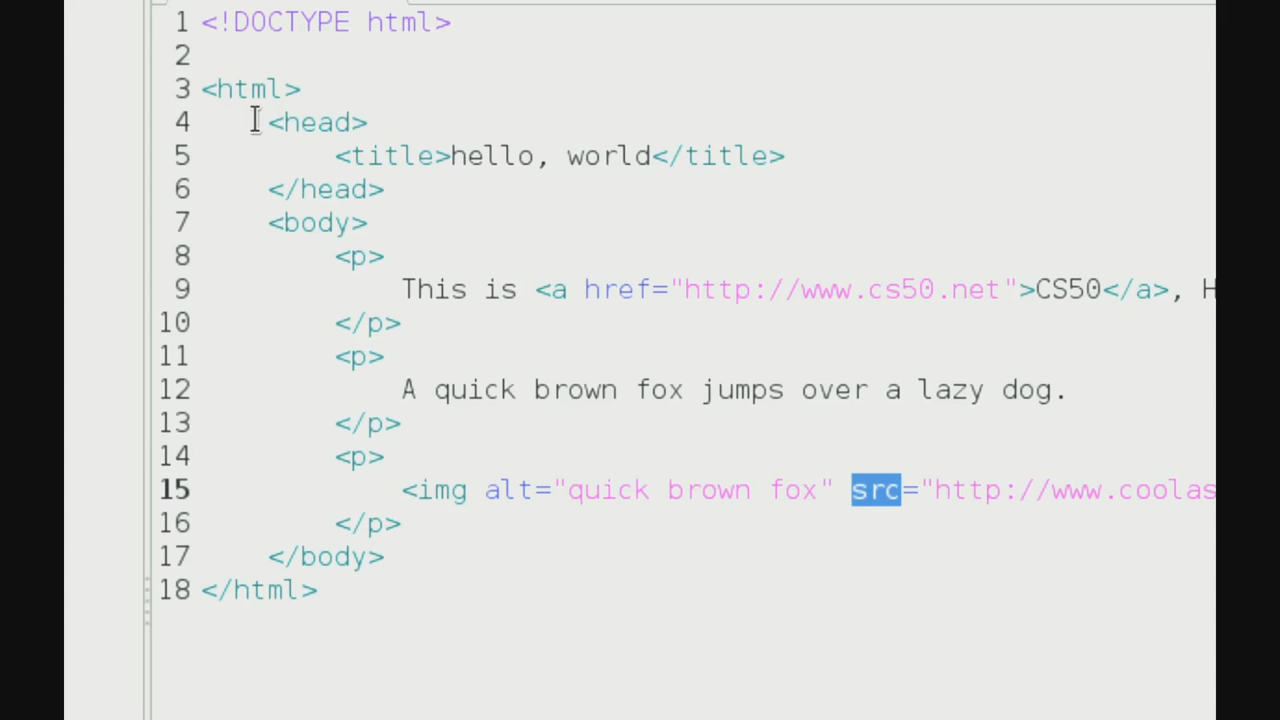 1 <!DOCTYPE html>
2
3 <html>
4 <head>
5 <title>hello, world</title>
6 </head>
7 <body>
8 <p>
9 This is <a href="http://www.cs50.net">CS50</a>, H
10 </p>
11 <p>
12 A quick brown fox jumps over a lazy dog.
13 </p>
14 <p>
15 <img alt="quick brown fox" src="http://www.coolas
16 </p>
17 </body>
18 </html>